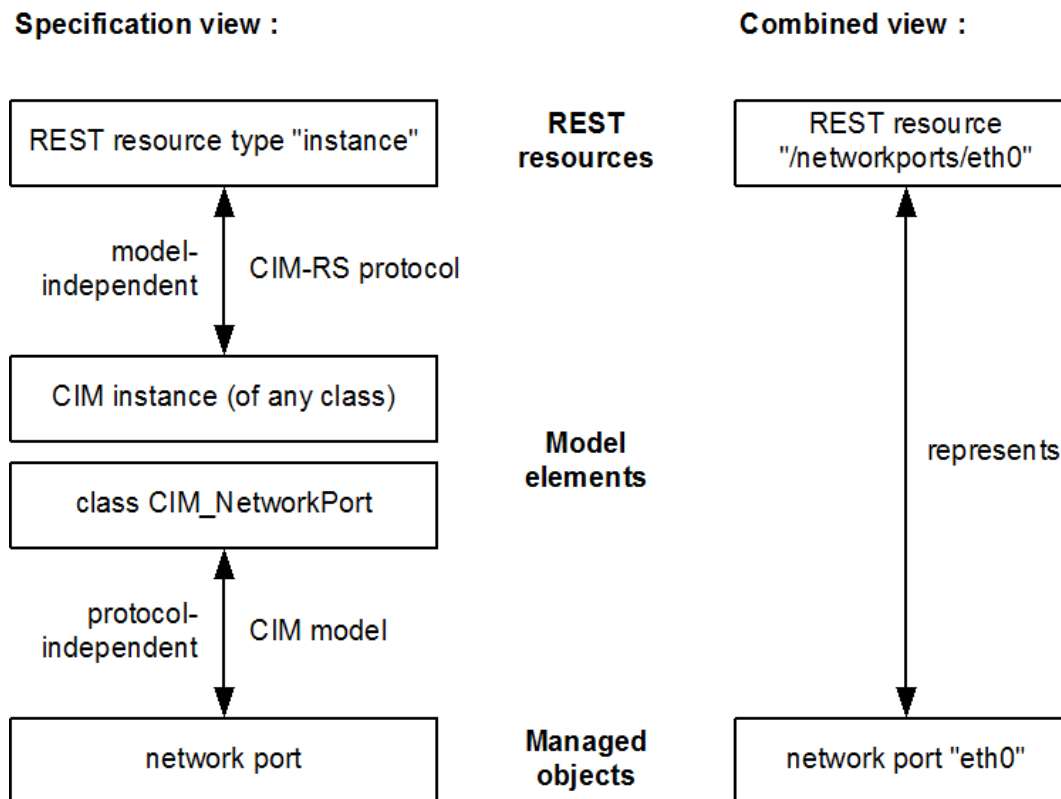 Specification view :
Combined view :
REST resource type "instance"
REST
resources
REST resource
"/networkports/eth0"
model-
independent
CIM-RS protocol
CIM instance (of any class)
Model
elements
represents
class CIM_NetworkPort
protocol-
independent
CIM model
network port
Managed
objects
network port "eth0"